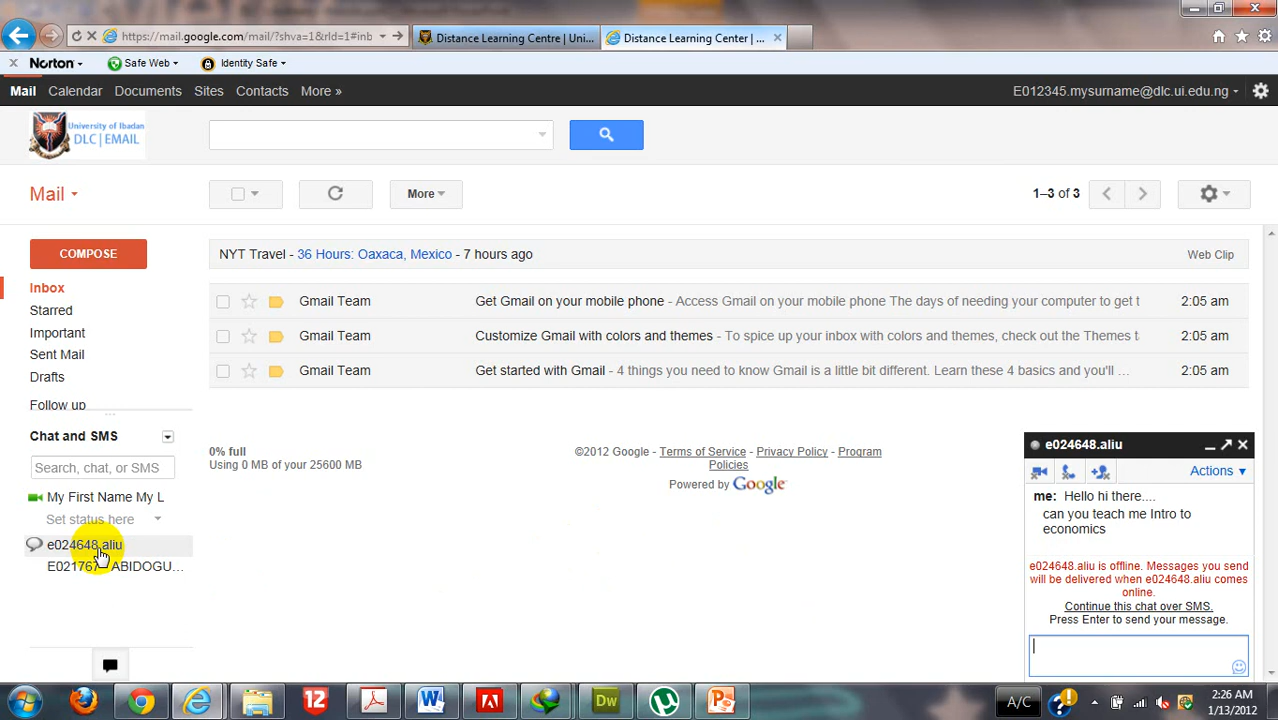 https://mail.google.com/mail/?shva=1&rld=1#inb
Distance Learning Centre | Uni...
Distance Learning Center | ...
Norton
Safe Web
Identity Safe
Mail Calendar Documents Sites Contacts More »
E012345.mysurname@dlc.ui.edu.ng
University of Ibadan
DLC | EMAIL
Mail
More
1–3 of 3
COMPOSE
NYT Travel - 36 Hours: Oaxaca, Mexico - 7 hours ago
Web Clip
Inbox
Starred
Important
Sent Mail
Drafts
Follow up
Gmail Team Get Gmail on your mobile phone - Access Gmail on your mobile phone The days of needing your computer to get t 2:05 am
Gmail Team Customize Gmail with colors and themes - To spice up your inbox with colors and themes, check out the Themes t 2:05 am
Gmail Team Get started with Gmail - 4 things you need to know Gmail is a little bit different. Learn these 4 basics and you'll ... 2:05 am
Chat and SMS
Search, chat, or SMS
My First Name My L
Set status here
e024648.aliu
E021767 ABIDOGU...
0% full
Using 0 MB of your 25600 MB
©2012 Google - Terms of Service - Privacy Policy - Program
Policies
Powered by Google
e024648.aliu
Actions
me: Hello hi there....
can you teach me Intro to
economics
e024648.aliu is offline. Messages you send
will be delivered when e024648.aliu comes
online.
Continue this chat over SMS.
Press Enter to send your message.
12
W
Dw
P
A/C
2:26 AM
1/13/2012